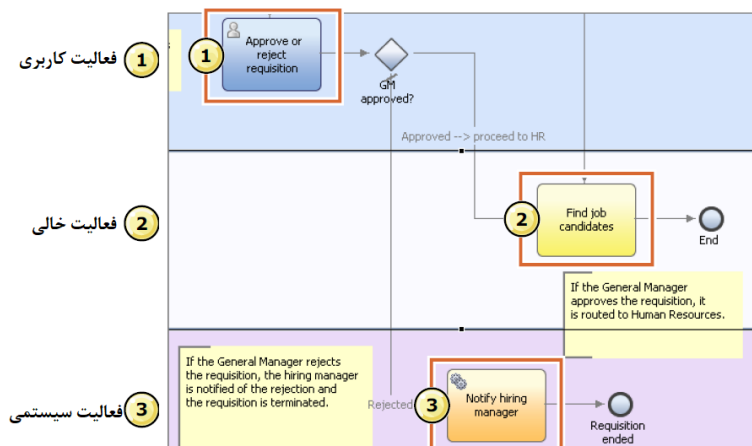 فعالیت کاربری
1
1
Approve or
reject
requisition
GM
approved?
Approved --> proceed to HR
فعالیت خالی
2
2
Find job
candidates
End
If the General Manager
approves the requisition, it
is routed to Human Resources.
If the General Manager rejects
the requisition, the hiring manager
is notified of the rejection and
the requisition is terminated.
فعالیت سیستمی
3
Rejected
3
Notify hiring
manager
Requisition
ended